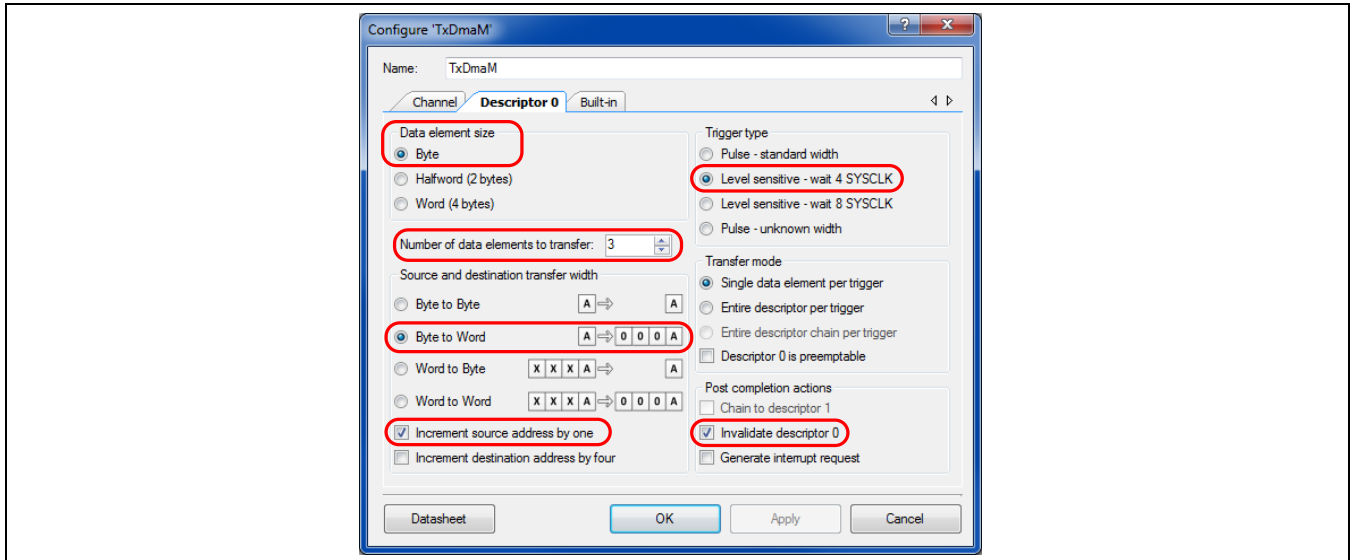 Configure 'TxDmaM'
Name: TxDmaM
Channel Descriptor 0 Built-in
Data element size
Byte
Halfword (2 bytes)
Word (4 bytes)
Number of data elements to transfer: 3
Source and destination transfer width
Byte to Byte A A
Byte to Word A 0 0 0 A
Word to Byte X X X A A
Word to Word X X X A 0 0 0 A
Increment source address by one
Increment destination address by four
Trigger type
Pulse - standard width
Level sensitive - wait 4 SYSCLK
Level sensitive - wait 8 SYSCLK
Pulse - unknown width
Transfer mode
Single data element per trigger
Entire descriptor per trigger
Entire descriptor chain per trigger
Descriptor 0 is preemptable
Post completion actions
Chain to descriptor 1
Invalidate descriptor 0
Generate interrupt request
Datasheet OK Apply Cancel